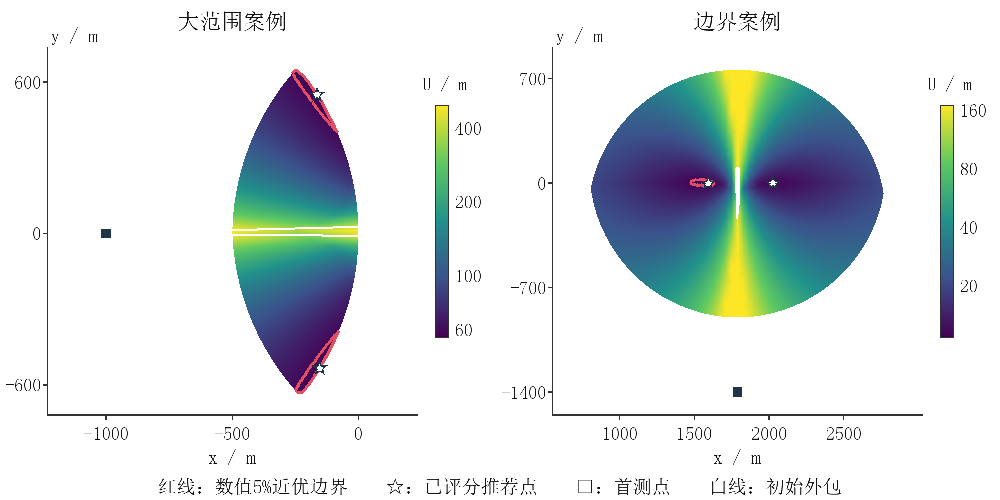 大范围案例
y / m
600
0
-600
-1000
-500
0
x / m
U / m
400
200
100
60
边界案例
y / m
700
0
-700
-1400
1000
1500
2000
2500
x / m
U / m
160
80
40
20
红线：数值5%近优边界 ☆：已评分推荐点 □：首测点 白线：初始外包